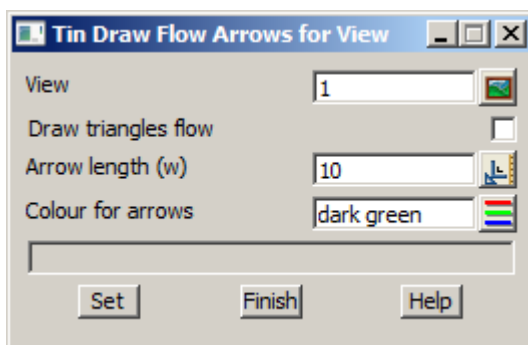 Tin Draw Flow Arrows for View
View 1
Draw triangles flow
Arrow length (w) 10
Colour for arrows dark green
Set Finish Help